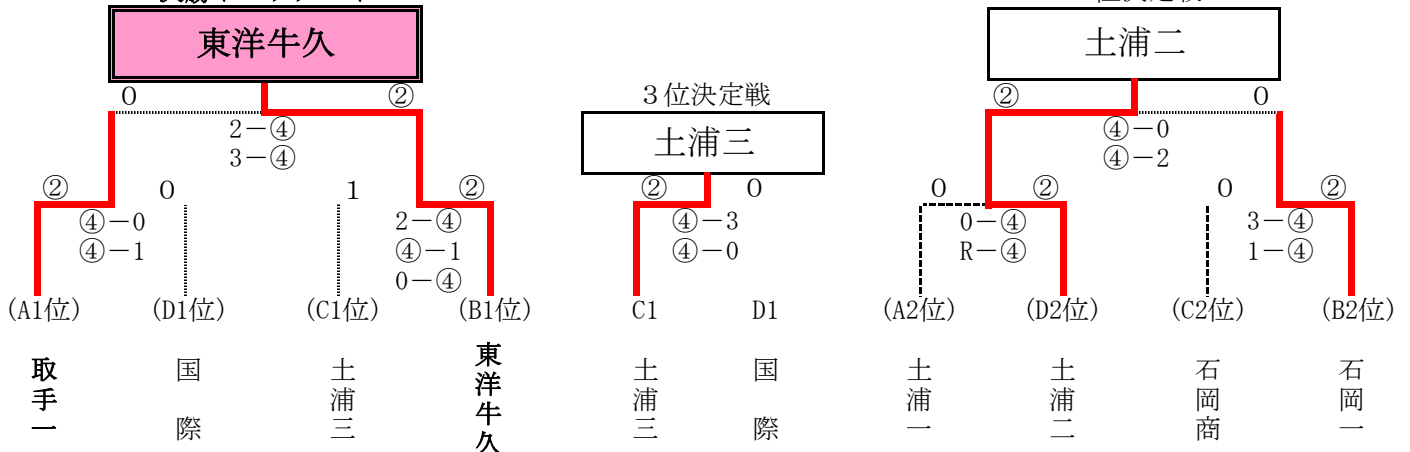 東洋牛久
0 ②
2－④
3－④
② 0 1 ②
④－0
④－1
2－④
④－1
0－④
(A1位) (D1位) (C1位) (B1位)
取手一
国際
土浦三
東洋牛久
３位決定戦
土浦三
② 0
④－3
④－0
C1 D1
土浦三
国際
土浦二
② 0
④－0
④－2
0 ② 0 ②
0－④
R－④
3－④
1－④
(A2位) (D2位) (C2位) (B2位)
土浦一
土浦二
石岡商
石岡一